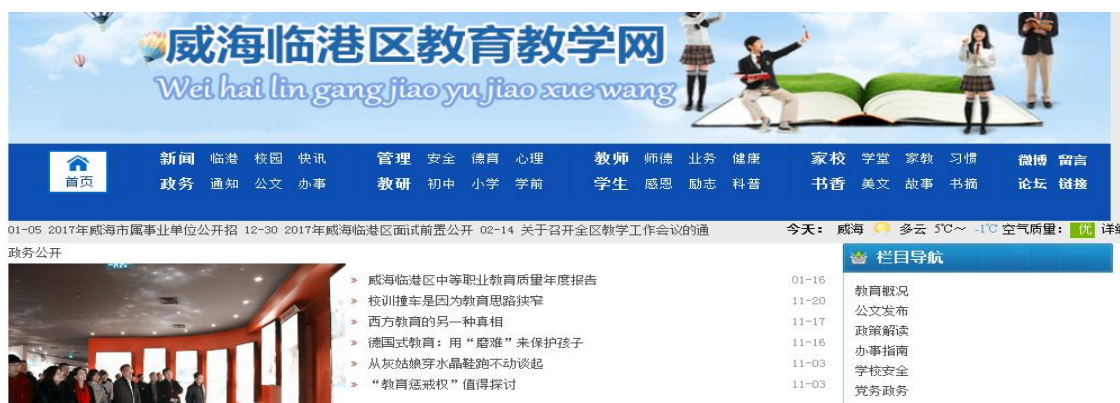 威海临港区教育教学网
Wei hai lin gang jiao yu jiao xue wang
首页
新闻 临港 校园 快讯 管理 安全 德育 心理 教师 师德 业务 健康 家校 学堂 家教 习惯 微博 留言
政务 通知 公文 办事 教研 初中 小学 学前 学生 感恩 励志 科普 书香 美文 故事 书摘 论坛 链接
01-05 2017年威海市属事业单位公开招 12-30 2017年威海临港区面试前置公开 02-14 关于召开全区教学工作会议的通 今天： 威海 多云 5℃～ -1℃ 空气质量： 优 详细
政务公开
栏目导航
» 威海临港区中等职业教育质量年度报告 01-16
» 校训撞车是因为教育思路狭窄 11-20
» 西方教育的另一种真相 11-17
» 德国式教育：用“磨难”来保护孩子 11-16
» 从灰姑娘穿水晶鞋跑不动谈起 11-03
» “教育惩戒权”值得探讨 11-03
教育概况
公文发布
政策解读
办事指南
学校安全
党务政务